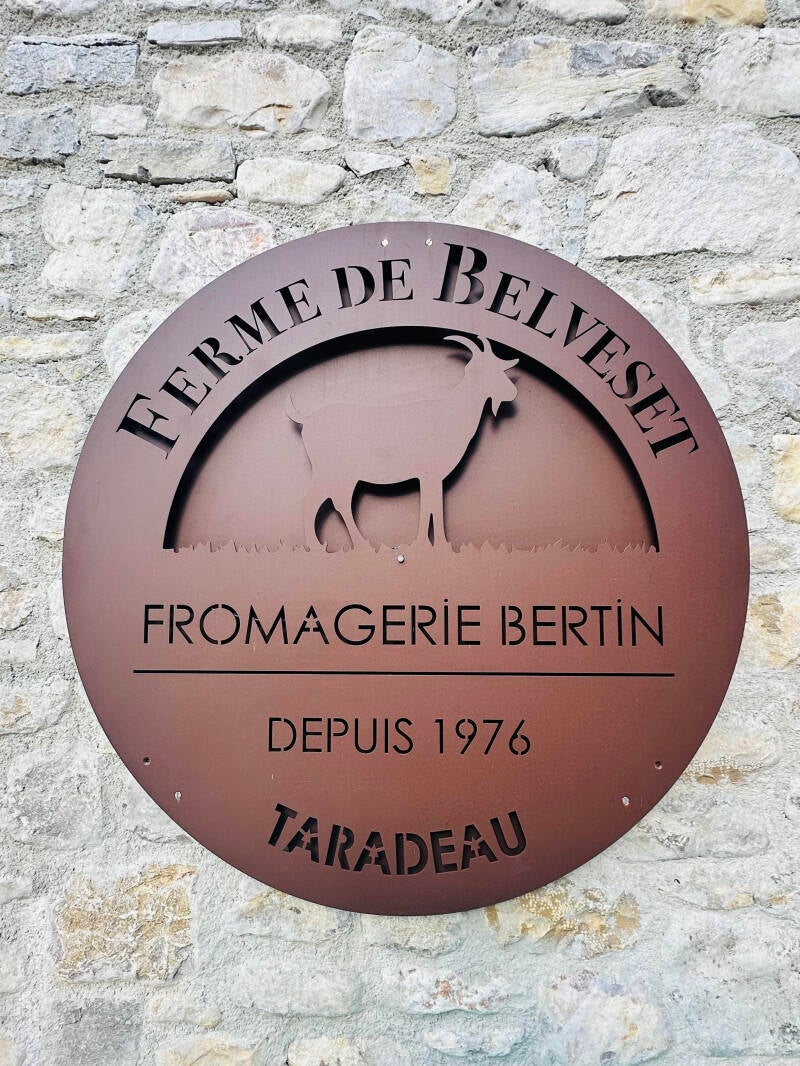 FERME DE BELVESET
FROMAGERiE BERTiN
DEPUIS 1976
TARADEAU